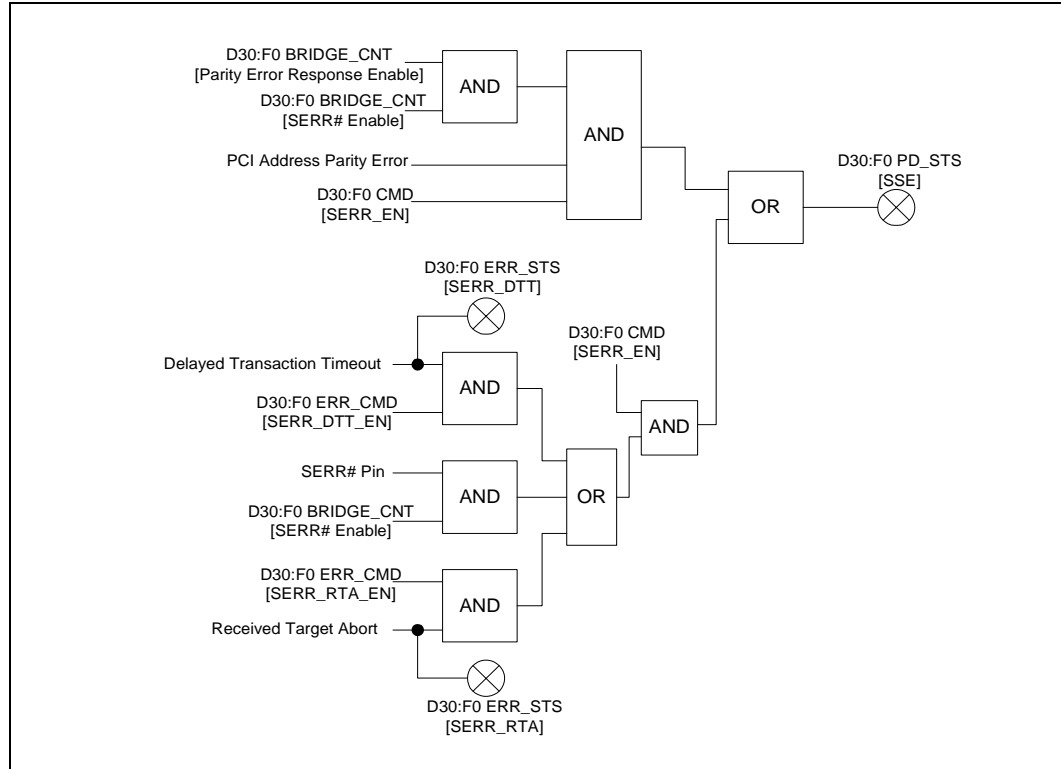 D30:F0 BRIDGE_CNT
[Parity Error Response Enable]
AND
D30:F0 BRIDGE_CNT
[SERR# Enable]
AND
PCI Address Parity Error
D30:F0 CMD
[SERR_EN]
OR
D30:F0 PD_STS
[SSE]
D30:F0 ERR_STS
[SERR_DTT]
D30:F0 CMD
[SERR_EN]
Delayed Transaction Timeout
AND
D30:F0 ERR_CMD
[SERR_DTT_EN]
AND
SERR# Pin
AND
OR
D30:F0 BRIDGE_CNT
[SERR# Enable]
D30:F0 ERR_CMD
[SERR_RTA_EN]
AND
Received Target Abort
D30:F0 ERR_STS
[SERR_RTA]